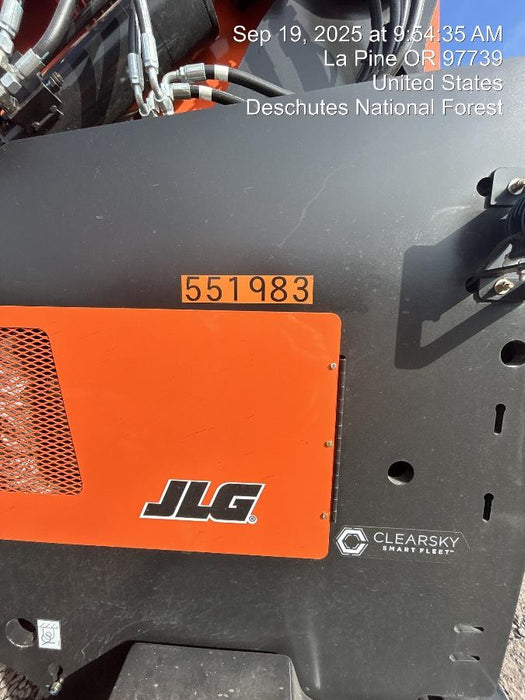 Sep 19, 2025 at 9:54:35 AM
La Pine OR 97739
United States
Deschutes National Forest
551983
JLG®
CLEARSKY
SMART FLEET™